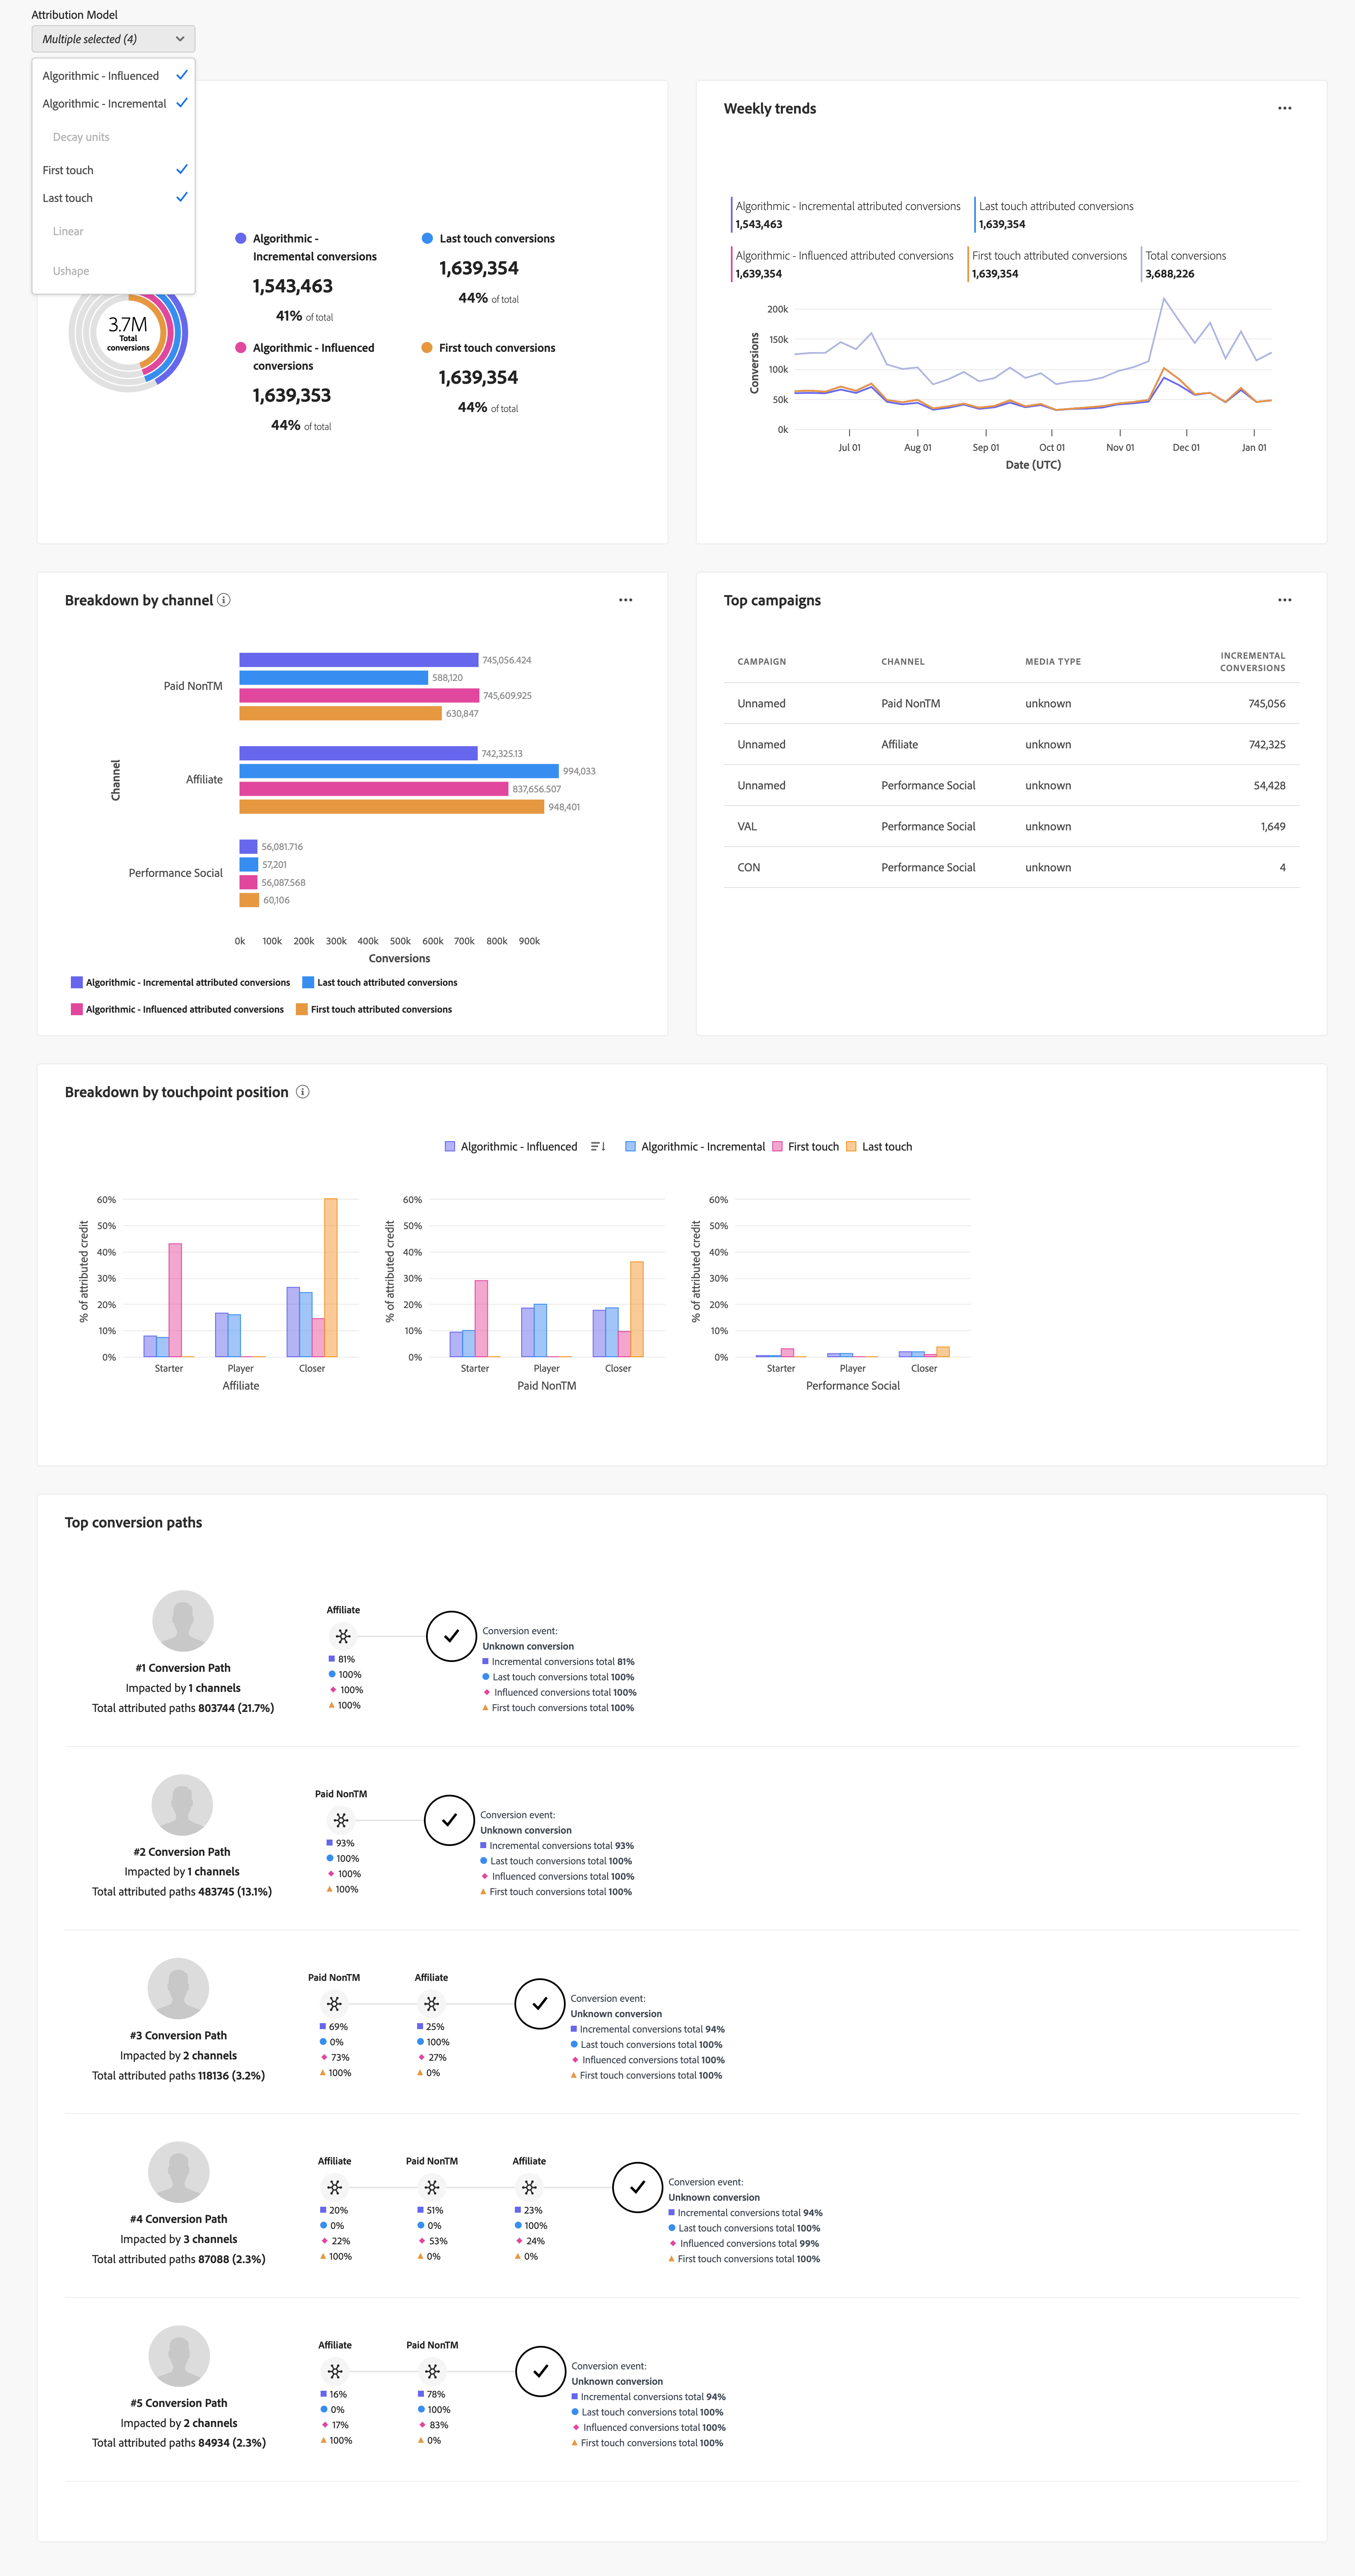 Attribution Model
Multiple selected (4)
Algorithmic - Influenced
Algorithmic - Incremental
Decay units
First touch
Last touch
Linear
Ushape
3.7M
Total
conversions
Algorithmic -
Incremental conversions
1,543,463
41% of total
Last touch conversions
1,639,354
44% of total
Algorithmic - Influenced
conversions
1,639,353
44% of total
First touch conversions
1,639,354
44% of total
Weekly trends
Algorithmic - Incremental attributed conversions
1,543,463
Last touch attributed conversions
1,639,354
Algorithmic - Influenced attributed conversions
1,639,354
First touch attributed conversions
1,639,354
Total conversions
3,688,226
Conversions
200k
150k
100k
50k
0k
Jul 01 Aug 01 Sep 01 Oct 01 Nov 01 Dec 01 Jan 01
Date (UTC)
Breakdown by channel
Channel
Paid NonTM
745,056.424
588,120
745,609.925
630,847
Affiliate
742,325.13
994,033
837,656.507
948,401
Performance Social
56,081.716
57,201
56,087.568
60,106
0k 100k 200k 300k 400k 500k 600k 700k 800k 900k
Conversions
Algorithmic - Incremental attributed conversions Last touch attributed conversions
Algorithmic - Influenced attributed conversions First touch attributed conversions
Top campaigns
CAMPAIGN CHANNEL MEDIA TYPE INCREMENTAL CONVERSIONS
Unnamed Paid NonTM unknown 745,056
Unnamed Affiliate unknown 742,325
Unnamed Performance Social unknown 54,428
VAL Performance Social unknown 1,649
CON Performance Social unknown 4
Breakdown by touchpoint position
Algorithmic - Influenced Algorithmic - Incremental First touch Last touch
% of attributed credit
60%
50%
40%
30%
20%
10%
0%
Starter Player Closer
Affiliate
% of attributed credit
60%
50%
40%
30%
20%
10%
0%
Starter Player Closer
Paid NonTM
% of attributed credit
60%
50%
40%
30%
20%
10%
0%
Starter Player Closer
Performance Social
Top conversion paths
#1 Conversion Path
Impacted by 1 channels
Total attributed paths 803744 (21.7%)
Affiliate
81%
100%
100%
100%
Conversion event:
Unknown conversion
Incremental conversions total 81%
Last touch conversions total 100%
Influenced conversions total 100%
First touch conversions total 100%
#2 Conversion Path
Impacted by 1 channels
Total attributed paths 483745 (13.1%)
Paid NonTM
93%
100%
100%
100%
Conversion event:
Unknown conversion
Incremental conversions total 93%
Last touch conversions total 100%
Influenced conversions total 100%
First touch conversions total 100%
#3 Conversion Path
Impacted by 2 channels
Total attributed paths 118136 (3.2%)
Paid NonTM
69%
0%
73%
100%
Affiliate
25%
100%
27%
0%
Conversion event:
Unknown conversion
Incremental conversions total 94%
Last touch conversions total 100%
Influenced conversions total 100%
First touch conversions total 100%
#4 Conversion Path
Impacted by 3 channels
Total attributed paths 87088 (2.3%)
Affiliate
20%
0%
22%
100%
Paid NonTM
51%
0%
53%
0%
Affiliate
23%
100%
24%
0%
Conversion event:
Unknown conversion
Incremental conversions total 94%
Last touch conversions total 100%
Influenced conversions total 99%
First touch conversions total 100%
#5 Conversion Path
Impacted by 2 channels
Total attributed paths 84934 (2.3%)
Affiliate
16%
0%
17%
100%
Paid NonTM
78%
100%
83%
0%
Conversion event:
Unknown conversion
Incremental conversions total 94%
Last touch conversions total 100%
Influenced conversions total 100%
First touch conversions total 100%